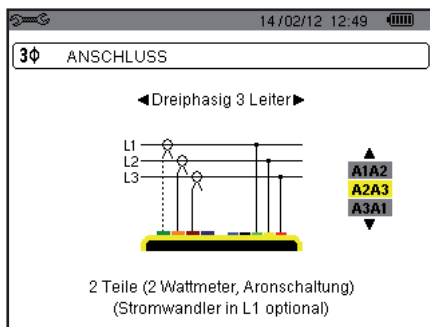 14/02/12 12:49
3ϕ ANSCHLUSS
◄Dreiphasig 3 Leiter►
L1
L2
L3
A1A2
A2A3
A3A1
2 Teile (2 Wattmeter, Aronschaltung)
(Stromwandler in L1 optional)